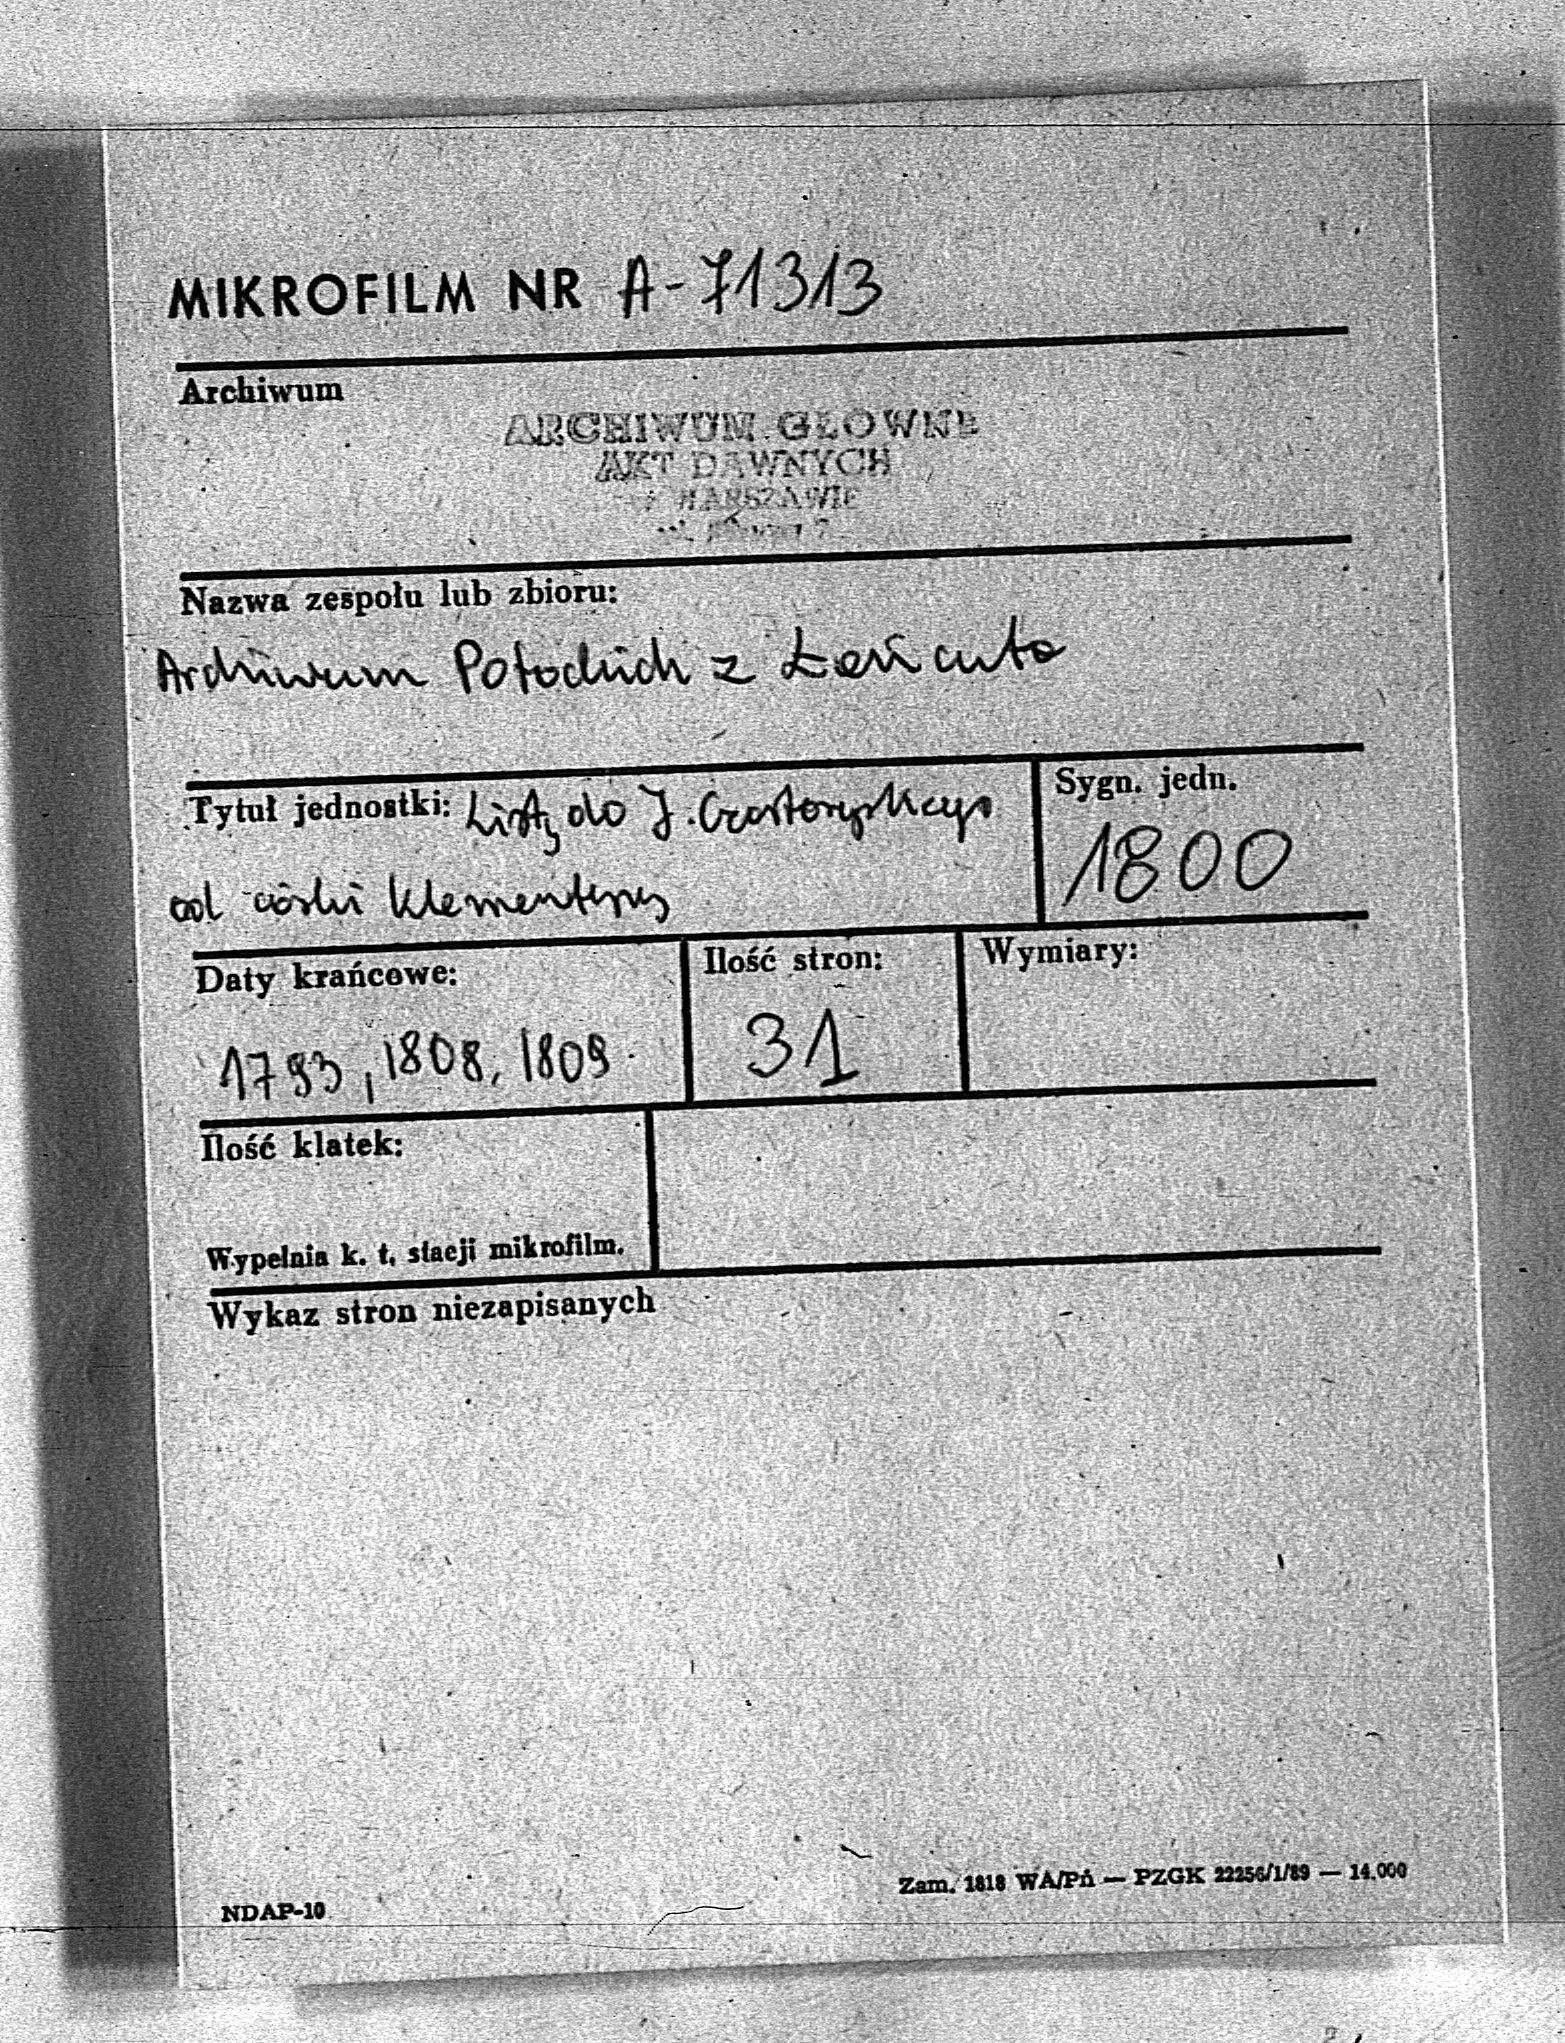 MIKROFILM NR A-71313
Archiwum
ARCHIWUM GŁÓWNE
AKT DAWNYCH
WARSZAWIE
Nazwa zespołu lub zbioru:
Archiwum Potockich z Łańcuta
Tytuł jednostki: Listy do J. Czartoryskiego
od córki Klementyny
Sygn. jedn.
1800
Daty krańcowe:
1793, 1808, 1809
Ilość stron:
31
Wymiary:
Ilość klatek:
Wypełnia k. t. stacji mikrofilm.
Wykaz stron niezapisanych
Zam. 1818 WA/Pń — PZGK 22256/1/89 — 14.000
NDAP-10